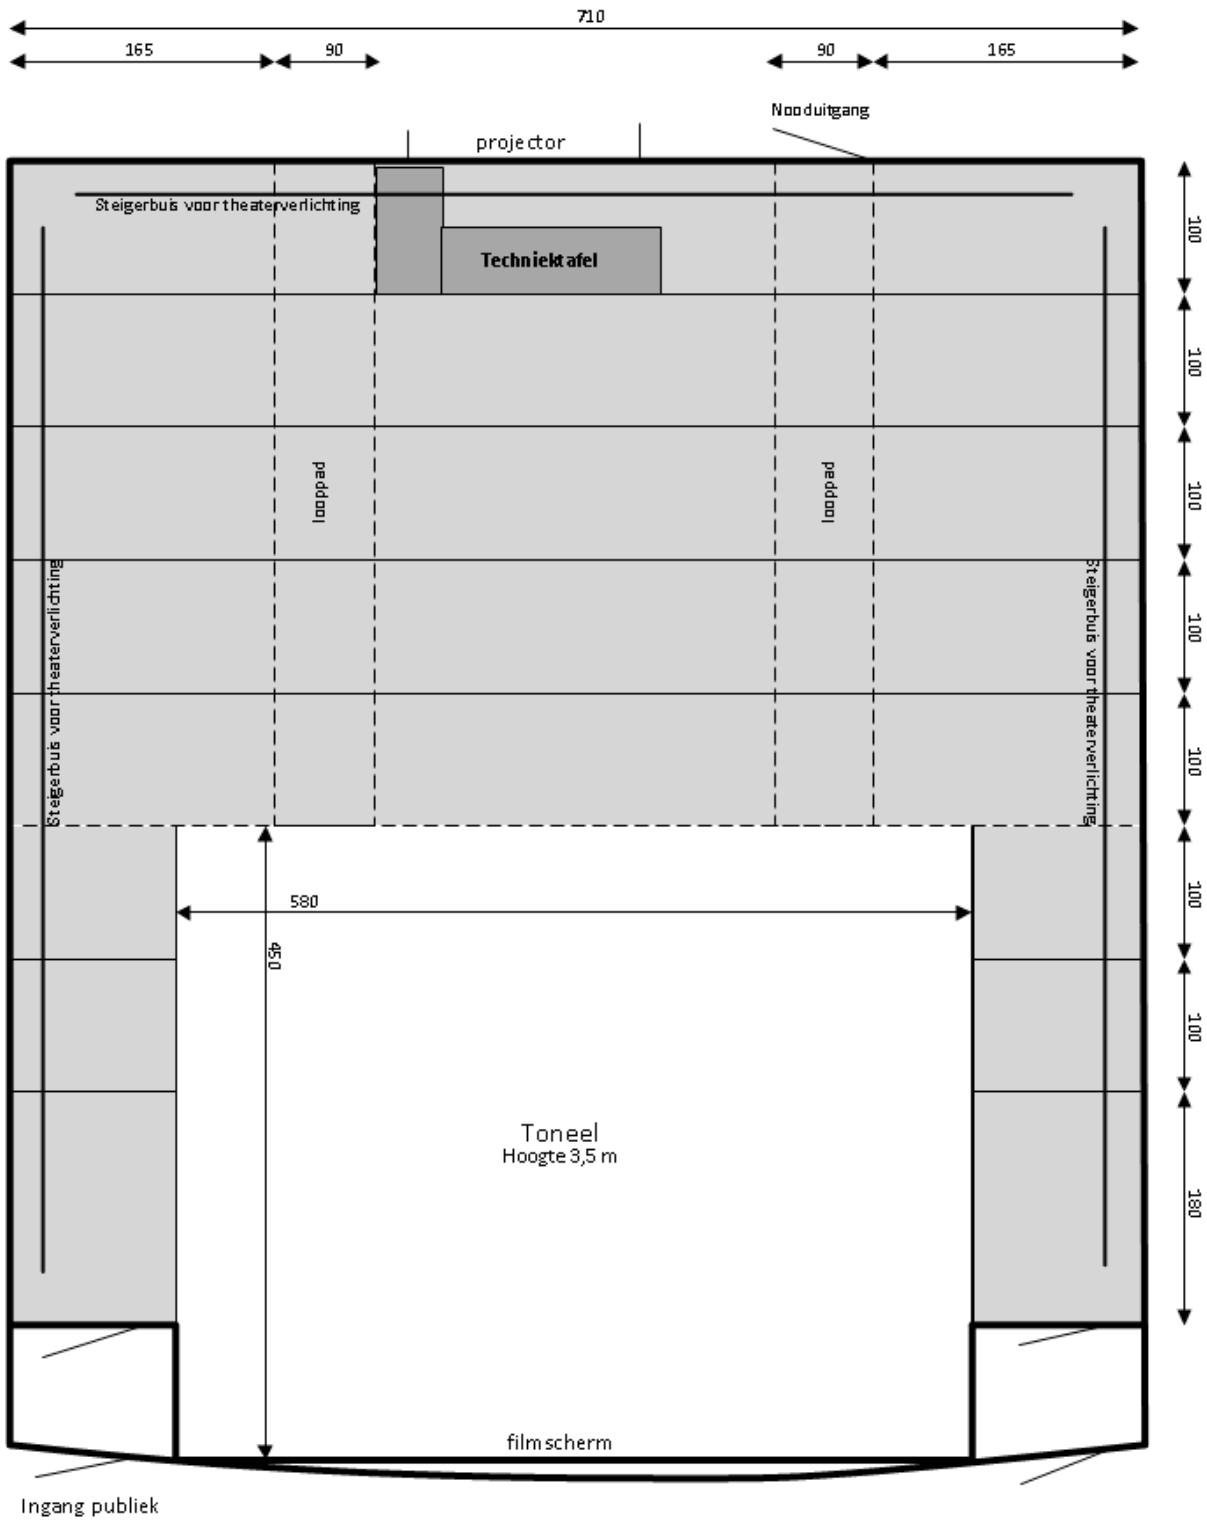 710
165
90
90
165
Nooduitgang
projector
Steigerbuis voor theaterverlichting
Techniektafel
100
100
looppad
looppad
100
Steigerbuis voor theaterverlichting
Steigerbuis voor theaterverlichting
100
100
580
100
450
100
Toneel
Hoogte 3,5 m
180
filmscherm
Ingang publiek